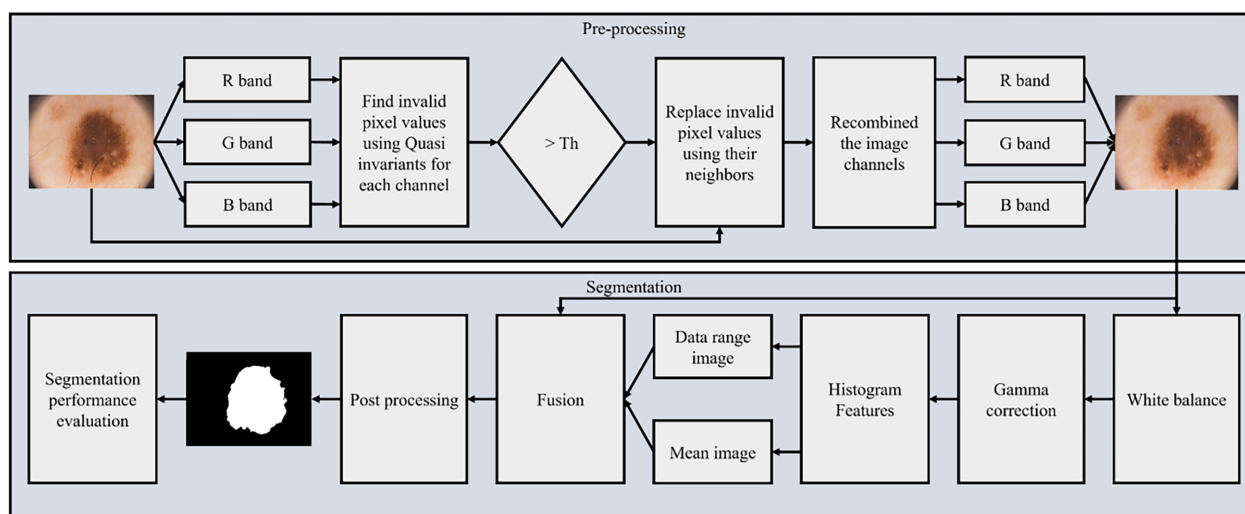 Pre-processing
R band
G band
B band
Find invalid
pixel values
using Quasi
invariants for
each channel
> Th
Replace invalid
pixel values
using their
neighbors
Recombined
the image
channels
R band
G band
B band
Segmentation
Segmentation
performance
evaluation
Post processing
Fusion
Data range
image
Mean image
Histogram
Features
Gamma
correction
White balance